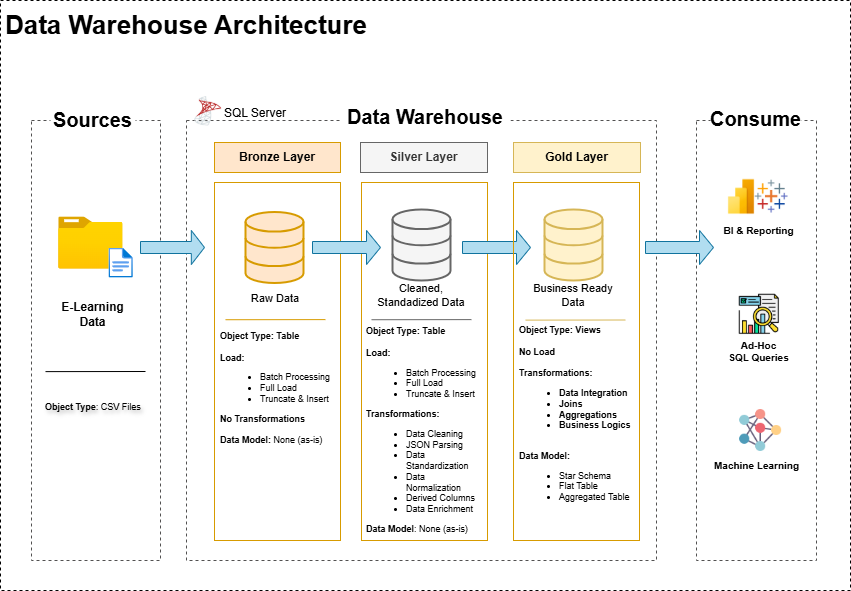 Data Warehouse Architecture
Sources
E-Learning
Data
Object Type: CSV Files
SQL Server
Data Warehouse
Bronze Layer
Raw Data
Object Type: Table
Load:
Batch Processing
Full Load
Truncate & Insert
No Transformations
Data Model: None (as-is)
Silver Layer
Cleaned,
Standadized Data
Object Type: Table
Load:
Batch Processing
Full Load
Truncate & Insert
Transformations:
Data Cleaning
JSON Parsing
Data
Standardization
Data
Normalization
Derived Columns
Data Enrichment
Data Model: None (as-is)
Gold Layer
Business Ready
Data
Object Type: Views
No Load
Transformations:
Data Integration
Joins
Aggregations
Business Logics
Data Model:
Star Schema
Flat Table
Aggregated Table
Consume
BI & Reporting
Ad-Hoc
SQL Queries
Machine Learning